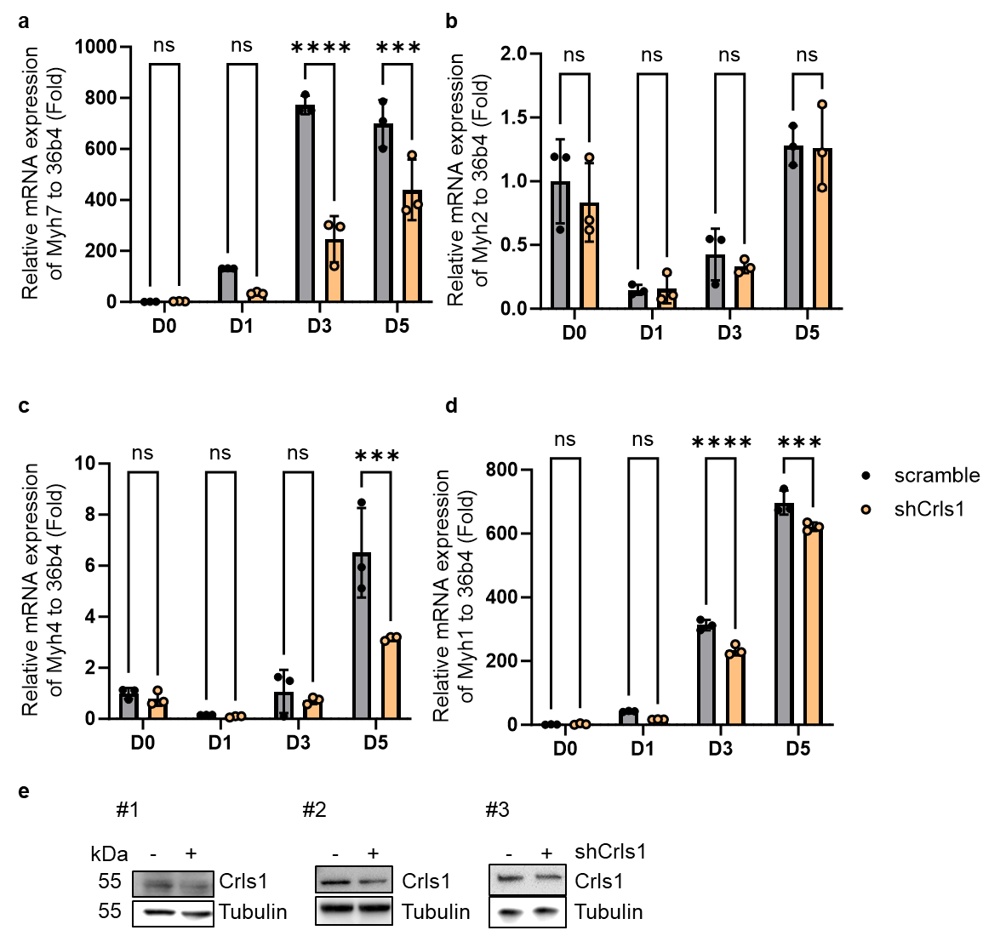 a
Relative mRNA expression
of Myh7 to 36b4 (Fold)
1000
800
600
400
200
0
ns
ns
****
***
D0
D1
D3
D5
b
Relative mRNA expression
of Myh2 to 36b4 (Fold)
2.0
1.5
1.0
0.5
0.0
ns
ns
ns
ns
D0
D1
D3
D5
c
Relative mRNA expression
of Myh4 to 36b4 (Fold)
10
8
6
4
2
0
ns
ns
ns
***
D0
D1
D3
D5
d
Relative mRNA expression
of Myh1 to 36b4 (Fold)
800
600
400
200
0
ns
ns
****
***
D0
D1
D3
D5
scramble
shCrls1
e
#1
#2
#3
kDa - + - + - + shCrls1
55 Crls1 Crls1 Crls1
55 Tubulin Tubulin Tubulin